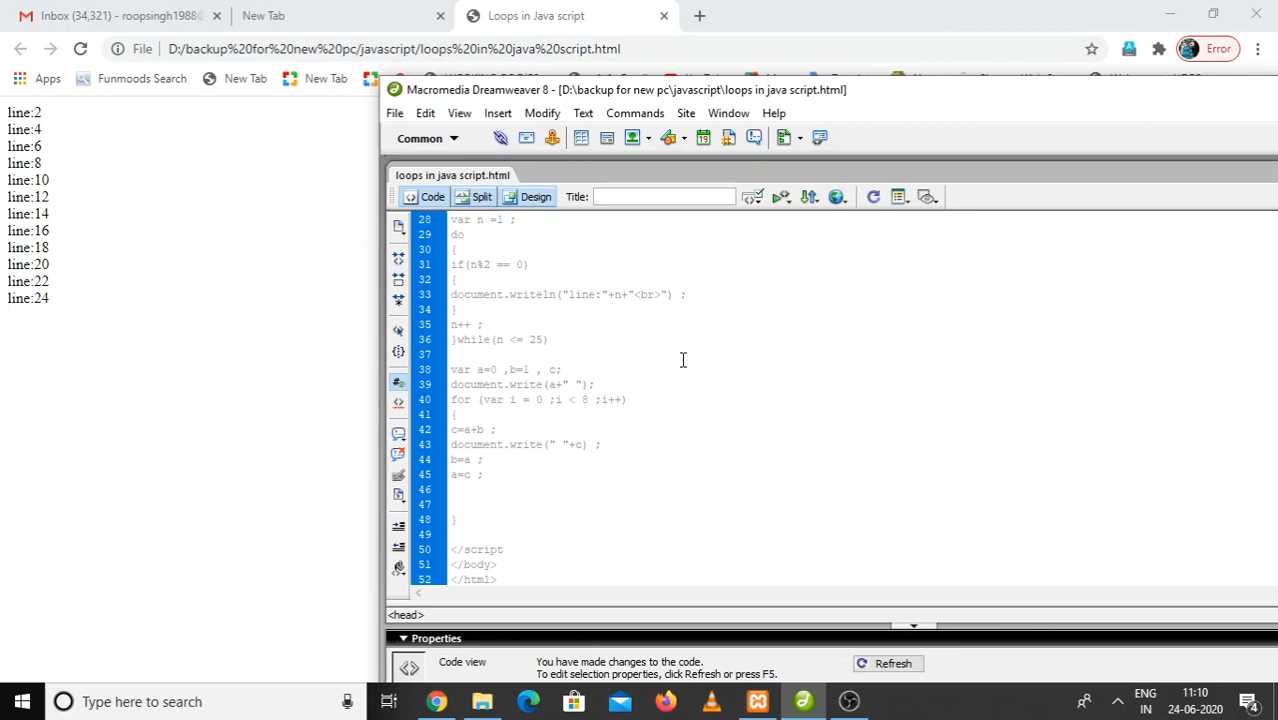 Inbox (34,321) - roopsingh1988@
New Tab
Loops in Java script
File
D:/backup%20for%20new%20pc/javascript/loops%20in%20java%20script.html
Error
Apps
Funmoods Search
New Tab
New Tab
Macromedia Dreamweaver 8 - [D:\backup for new pc\javascript\loops in java script.html]
File Edit View Insert Modify Text Commands Site Window Help
Common
loops in java script.html
Code Split Design Title:
line:2
line:4
line:6
line:8
line:10
line:12
line:14
line:16
line:18
line:20
line:22
line:24
28 var n =1 ;
29 do
30 {
31 if(n%2 == 0)
32 {
33 document.writeln("line:"+n+"<br>") ;
34 }
35 n++ ;
36 }while(n <= 25)
37
38 var a=0 ,b=1 , c;
39 document.write(a+" ");
40 for (var i = 0 ;i < 8 ;i++)
41 {
42 c=a+b ;
43 document.write(" "+c) ;
44 b=a ;
45 a=c ;
46
47
48 }
49
50 </script
51 </body>
52 </html>
<head>
Properties
Code view
You have made changes to the code.
To edit selection properties, click Refresh or press F5.
Refresh
Type here to search
ENG
IN
11:10
24-06-2020
4